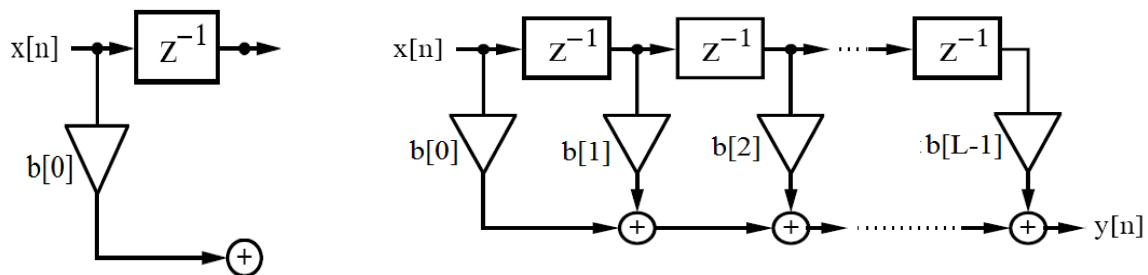 x[n] z⁻¹
b[0]
+
x[n] z⁻¹ z⁻¹ z⁻¹
b[0] b[1] b[2] b[L-1]
+ + + y[n]